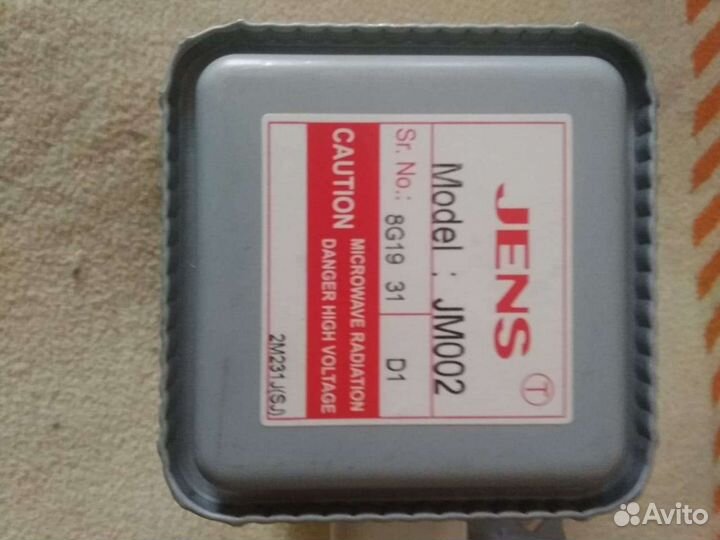 JENS
T
Model : JM002
Sr. No.: 8G19 31 D1
CAUTION
MICROWAVE RADIATION
DANGER HIGH VOLTAGE
2M231J(SJ)
Avito